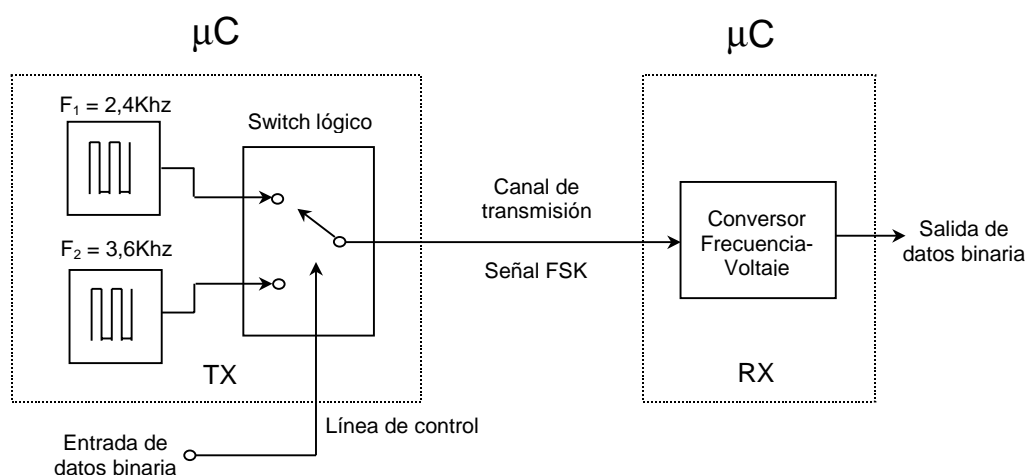 μC
μC
F₁ = 2,4Khz
Switch lógico
F₂ = 3,6Khz
TX
Línea de control
Entrada de
datos binaria
Canal de
transmisión
Señal FSK
Conversor
Frecuencia-
Voltaie
RX
Salida de
datos binaria